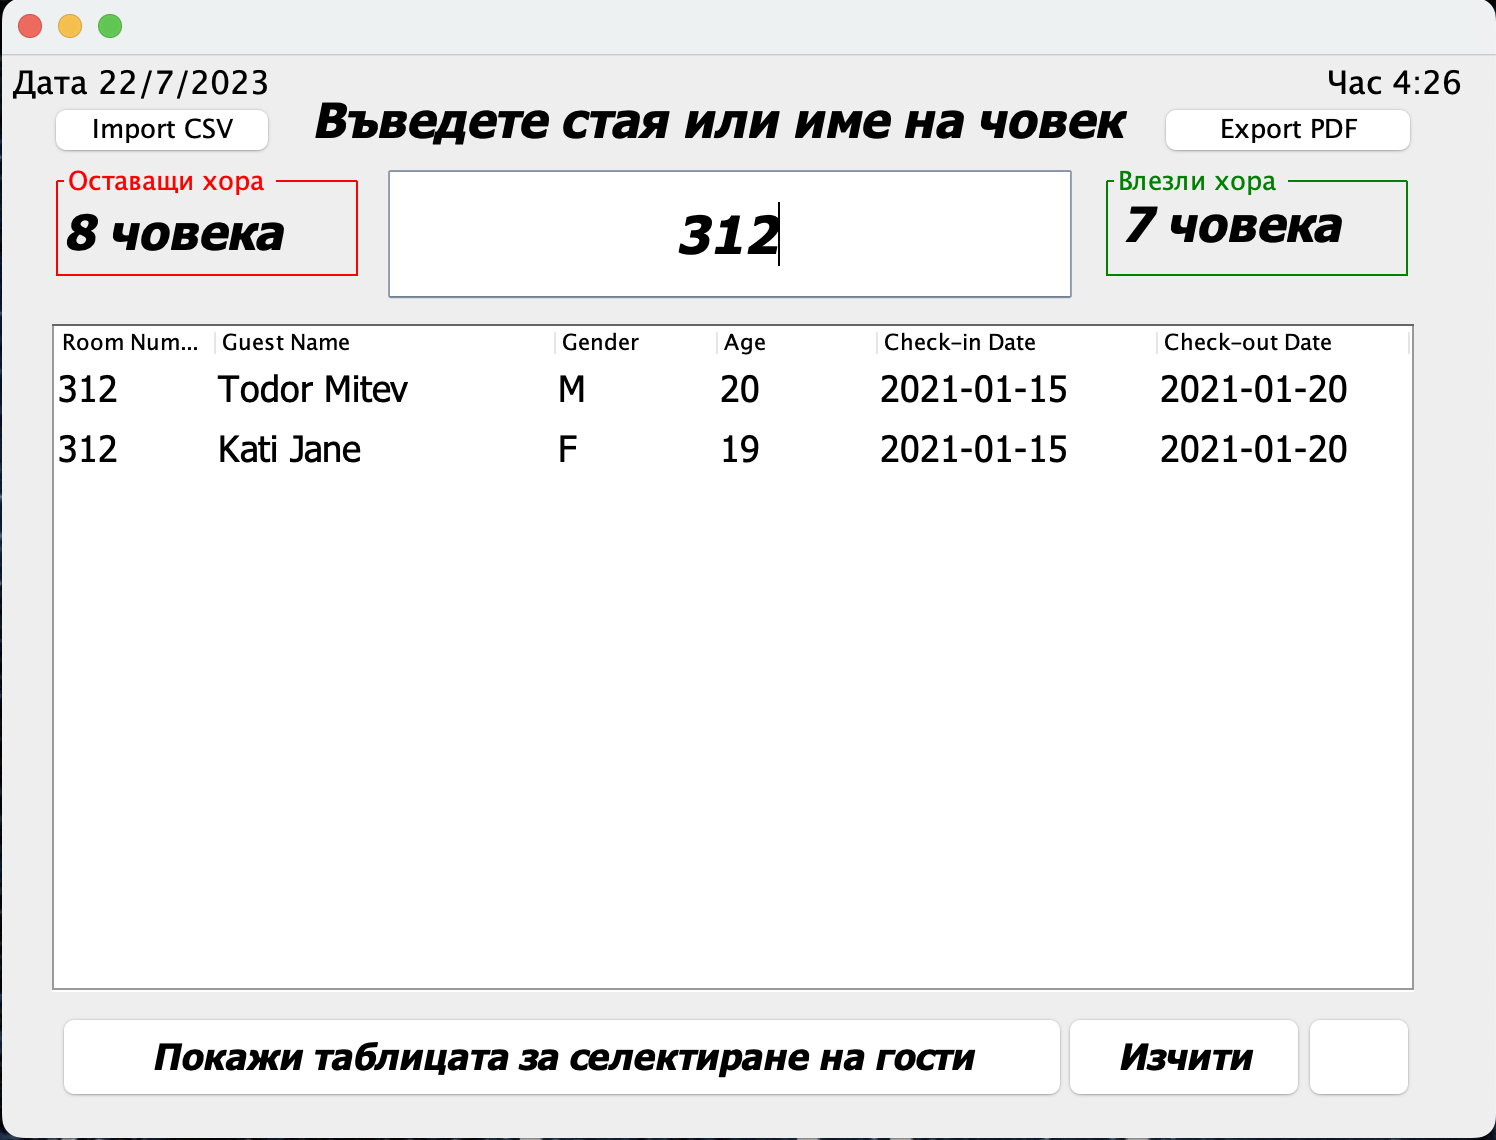 Дата 22/7/2023
Час 4:26
Import CSV
Въведете стая или име на човек
Export PDF
Оставащи хора
8 човека
312
Влезли хора
7 човека
Room Num... Guest Name Gender Age Check-in Date Check-out Date
312 Todor Mitev M 20 2021-01-15 2021-01-20
312 Kati Jane F 19 2021-01-15 2021-01-20
Покажи таблицата за селектиране на гости
Изчити